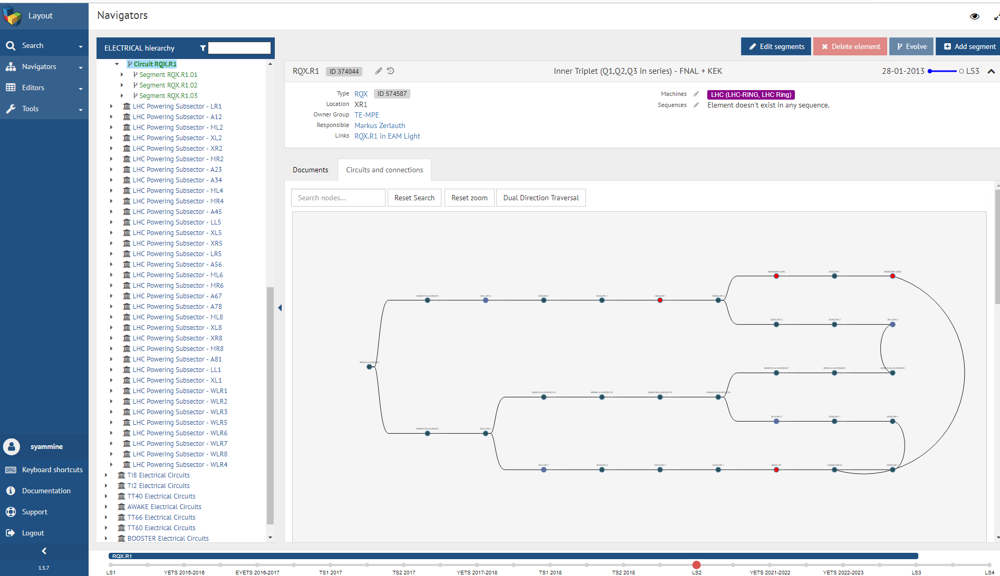 Layout
Navigators
Search
Navigators
Editors
Tools
ELECTRICAL hierarchy
Circuit RQX.R1
Segment RQX.R1.01
Segment RQX.R1.02
Segment RQX.R1.03
LHC Powering Subsector - LR1
LHC Powering Subsector - A12
LHC Powering Subsector - ML2
LHC Powering Subsector - XL2
LHC Powering Subsector - XR2
LHC Powering Subsector - MR2
LHC Powering Subsector - A23
LHC Powering Subsector - A34
LHC Powering Subsector - ML4
LHC Powering Subsector - MR4
LHC Powering Subsector - A45
LHC Powering Subsector - LL5
LHC Powering Subsector - XL5
LHC Powering Subsector - XR5
LHC Powering Subsector - LR5
LHC Powering Subsector - A56
LHC Powering Subsector - ML6
LHC Powering Subsector - MR6
LHC Powering Subsector - A67
LHC Powering Subsector - A78
LHC Powering Subsector - ML8
LHC Powering Subsector - XL8
LHC Powering Subsector - XR8
LHC Powering Subsector - MR8
LHC Powering Subsector - A81
LHC Powering Subsector - LL1
LHC Powering Subsector - XL1
LHC Powering Subsector - WLR1
LHC Powering Subsector - WLR2
LHC Powering Subsector - WLR3
LHC Powering Subsector - WLR5
LHC Powering Subsector - WLR6
LHC Powering Subsector - WLR7
LHC Powering Subsector - WLR8
LHC Powering Subsector - WLR4
TI8 Electrical Circuits
TI2 Electrical Circuits
TT40 Electrical Circuits
AWAKE Electrical Circuits
TT66 Electrical Circuits
TT60 Electrical Circuits
BOOSTER Electrical Circuits
Edit segments
Delete element
Evolve
Add segment
RQX.R1 ID 374044 Inner Triplet (Q1,Q2,Q3 in series) - FNAL + KEK 28-01-2013 LS3
Type RQX ID 574587
Location XR1
Owner Group TE-MPE
Responsible Markus Zerlauth
Links RQX.R1 in EAM Light
Machines LHC (LHC-RING, LHC Ring)
Sequences Element doesn't exist in any sequence.
Documents
Circuits and connections
Search nodes...
Reset Search
Reset zoom
Dual Direction Traversal
syammine
Keyboard shortcuts
Documentation
Support
Logout
1.5.7
RQX.R1
LS1 YETS 2015-2016 EYETS 2016-2017 TS1 2017 TS2 2017 YETS 2017-2018 TS1 2018 TS2 2018 LS2 YETS 2021-2022 YETS 2022-2023 LS3 LS4